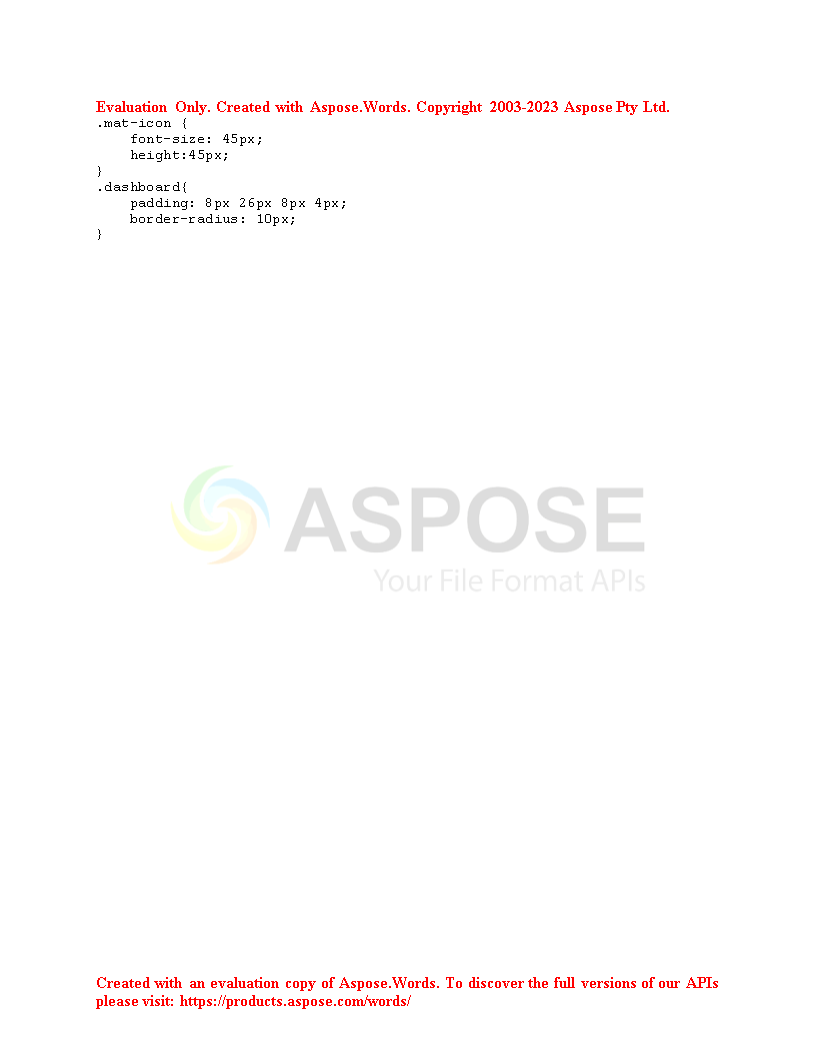 Evaluation Only. Created with Aspose.Words. Copyright 2003-2023 Aspose Pty Ltd.
.mat-icon {
    font-size: 45px;
    height:45px;
}
.dashboard{
    padding: 8px 26px 8px 4px;
    border-radius: 10px;
}
ASPOSE
Your File Format APIs
Created with an evaluation copy of Aspose.Words. To discover the full versions of our APIs
please visit: https://products.aspose.com/words/